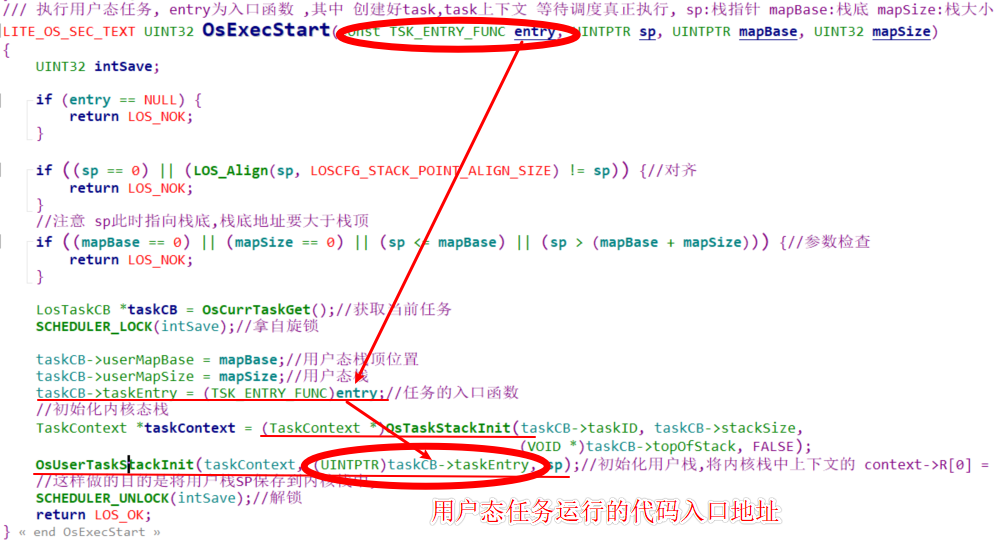 /// 执行用户态任务, entry为入口函数 ,其中 创建好task,task上下文 等待调度真正执行, sp:栈指针 mapBase:栈底 mapSize:栈大小
LITE_OS_SEC_TEXT UINT32 OsExecStart(const TSK_ENTRY_FUNC entry, UINTPTR sp, UINTPTR mapBase, UINT32 mapSize)
{
UINT32 intSave;
if (entry == NULL) {
return LOS_NOK;
}
if ((sp == 0) || (LOS_Align(sp, LOSCFG_STACK_POINT_ALIGN_SIZE) != sp)) {//对齐
return LOS_NOK;
}
//注意 sp此时指向栈底,栈底地址要大于栈顶
if ((mapBase == 0) || (mapSize == 0) || (sp <= mapBase) || (sp > (mapBase + mapSize))) {//参数检查
return LOS_NOK;
}
LosTaskCB *taskCB = OsCurrTaskGet();//获取当前任务
SCHEDULER_LOCK(intSave);//拿自旋锁
taskCB->userMapBase = mapBase;//用户态栈顶位置
taskCB->userMapSize = mapSize;//用户态栈
taskCB->taskEntry = (TSK_ENTRY_FUNC)entry;//任务的入口函数
//初始化内核态栈
TaskContext *taskContext = (TaskContext *)OsTaskStackInit(taskCB->taskID, taskCB->stackSize,
(VOID *)taskCB->topOfStack, FALSE);
OsUserTaskStackInit(taskContext, (UINTPTR)taskCB->taskEntry, sp);//初始化用户栈,将内核栈中上下文的 context->R[0] =
//这样做的目的是将用户栈SP保存到内核栈中,
SCHEDULER_UNLOCK(intSave);//解锁
return LOS_OK;
} « end OsExecStart »
用户态任务运行的代码入口地址